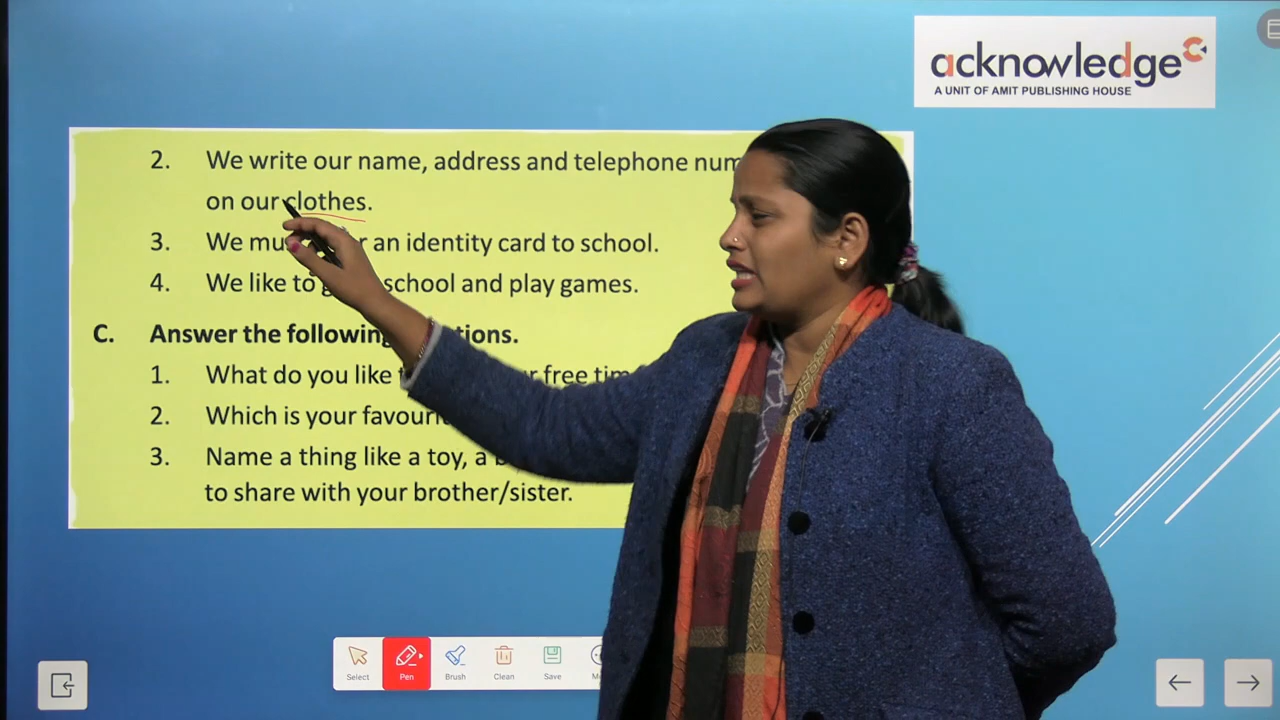 acknowledge
A UNIT OF AMIT PUBLISHING HOUSE
2. We write our name, address and telephone
on our clothes.
3. We an identity card to school.
4. We like to school and play games.
C. Answer the following
1. What do you like free
2. Which is your
3. Name a thing like a toy, a
to share with your brother/sister.
Select Pen Brush Clean Save